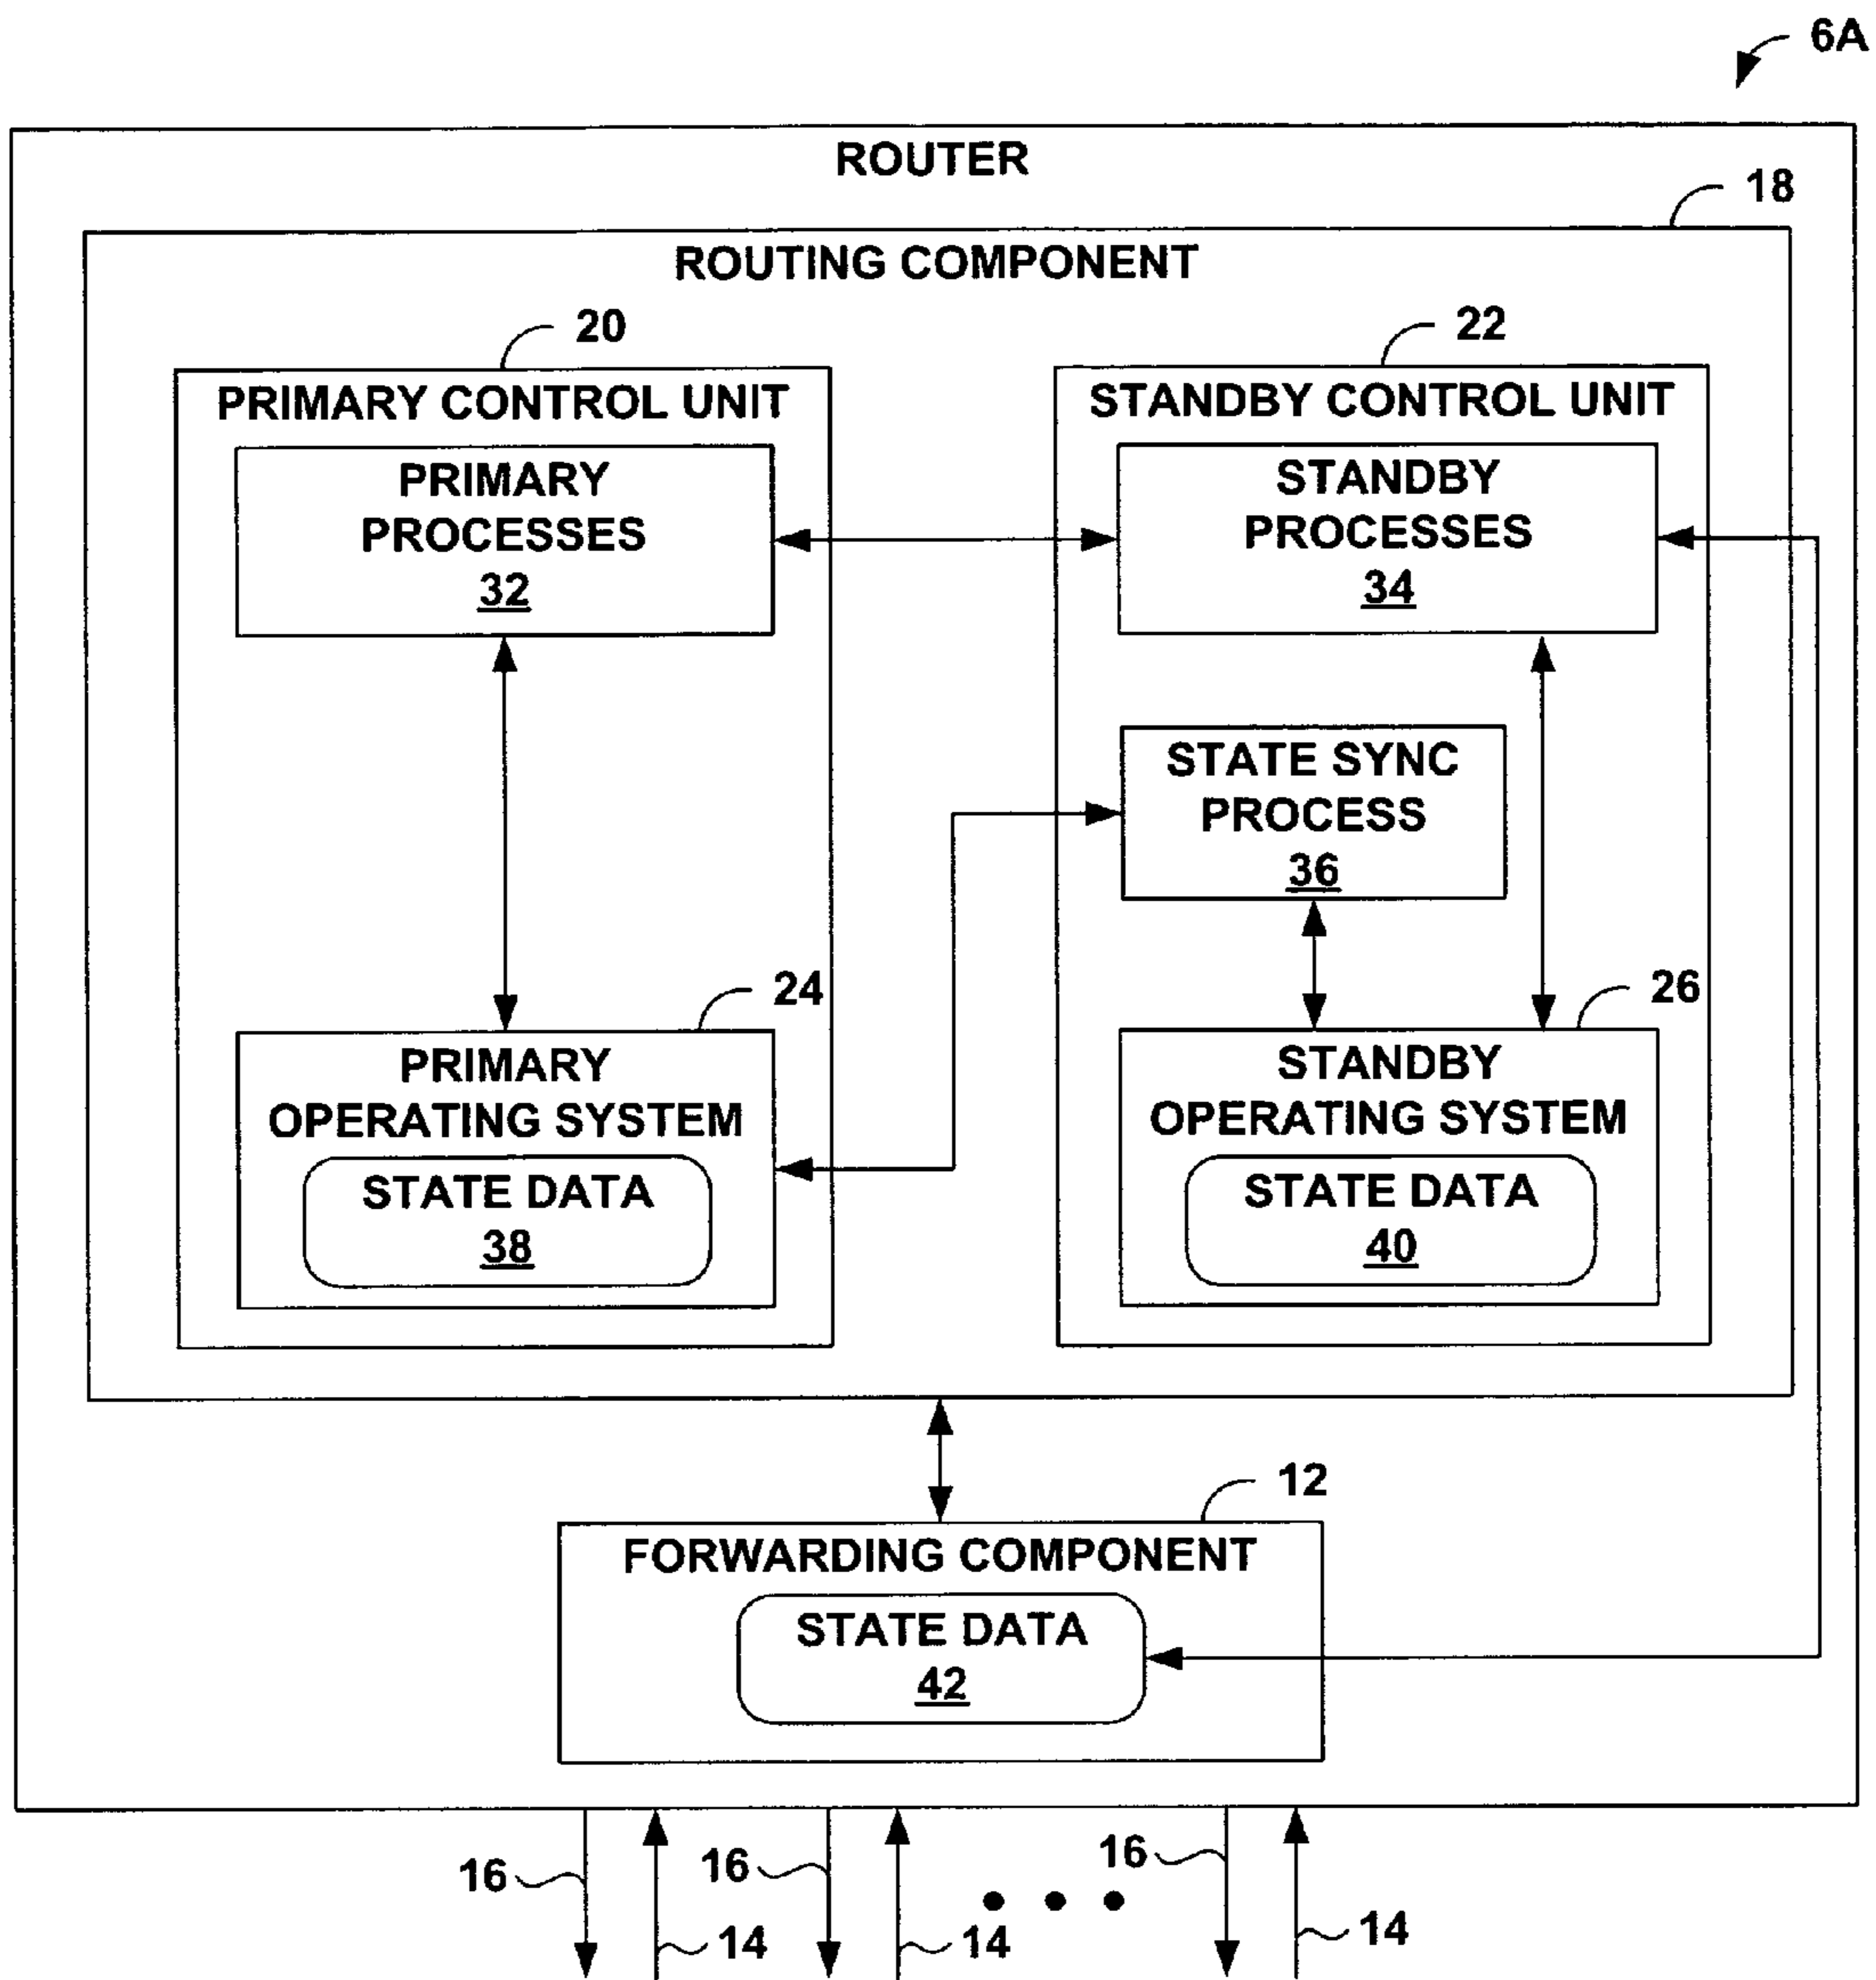 6A
ROUTER
18
ROUTING COMPONENT
20
22
PRIMARY CONTROL UNIT
STANDBY CONTROL UNIT
PRIMARY
PROCESSES
32
STANDBY
PROCESSES
34
STATE SYNC
PROCESS
36
24
26
PRIMARY
OPERATING SYSTEM
STATE DATA
38
STANDBY
OPERATING SYSTEM
STATE DATA
40
12
FORWARDING COMPONENT
STATE DATA
42
16
16
16
14
14
14